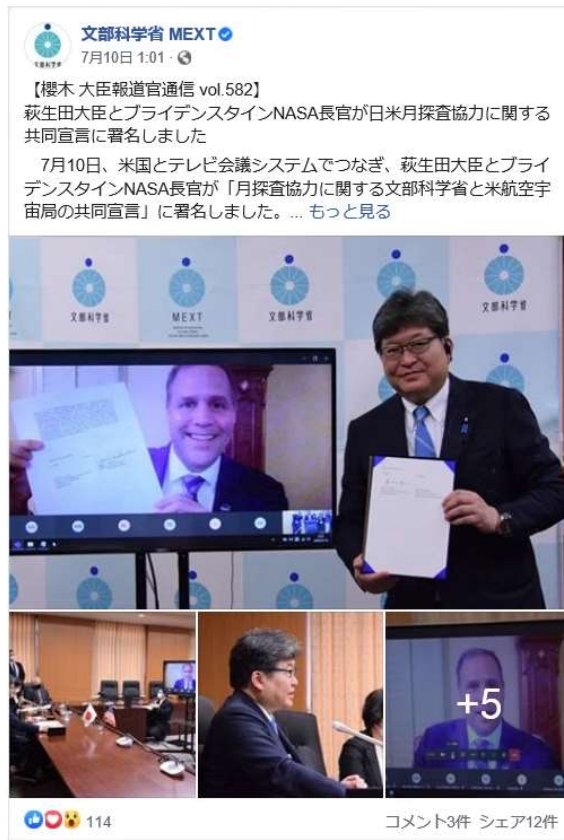 文部科学省 MEXT
7月10日 1:01
【櫻木 大臣報道官通信 vol.582】
萩生田大臣とブライデンスタインNASA長官が日米月探査協力に関する
共同宣言に署名しました
7月10日、米国とテレビ会議システムでつなぎ、萩生田大臣とブライ
デンスタインNASA長官が「月探査協力に関する文部科学省と米航空宇
宙局の共同宣言」に署名しました。... もっと見る
文部科学省
MEXT
文部科学省
文部科学省
+5
114
コメント3件 シェア12件